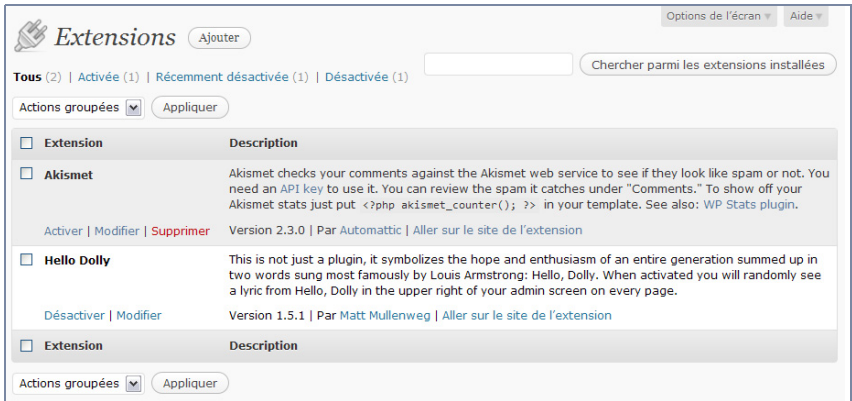 Options de l'écran Aide
Extensions Ajouter
Chercher parmi les extensions installées
Tous (2) | Activée (1) | Récemment désactivée (1) | Désactivée (1)
Actions groupées Appliquer
Extension Description
Akismet Akismet checks your comments against the Akismet web service to see if they look like spam or not. You
need an API key to use it. You can review the spam it catches under "Comments." To show off your
Akismet stats just put <?php akismet_counter(); ?> in your template. See also: WP Stats plugin.
Activer | Modifier | Supprimer Version 2.3.0 | Par Automattic | Aller sur le site de l'extension
Hello Dolly This is not just a plugin, it symbolizes the hope and enthusiasm of an entire generation summed up in
two words sung most famously by Louis Armstrong: Hello, Dolly. When activated you will randomly see
a lyric from Hello, Dolly in the upper right of your admin screen on every page.
Désactiver | Modifier Version 1.5.1 | Par Matt Mullenweg | Aller sur le site de l'extension
Extension Description
Actions groupées Appliquer